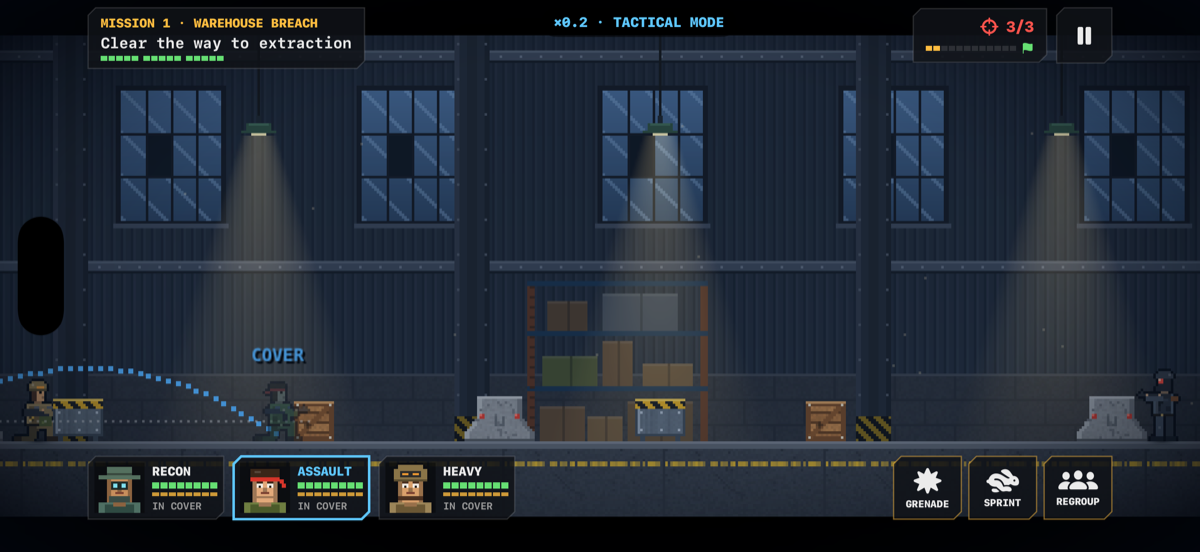 MISSION 1 · WAREHOUSE BREACH
Clear the way to extraction
×0.2 · TACTICAL MODE
3/3
COVER
RECON
IN COVER
ASSAULT
IN COVER
HEAVY
IN COVER
GRENADE
SPRINT
REGROUP